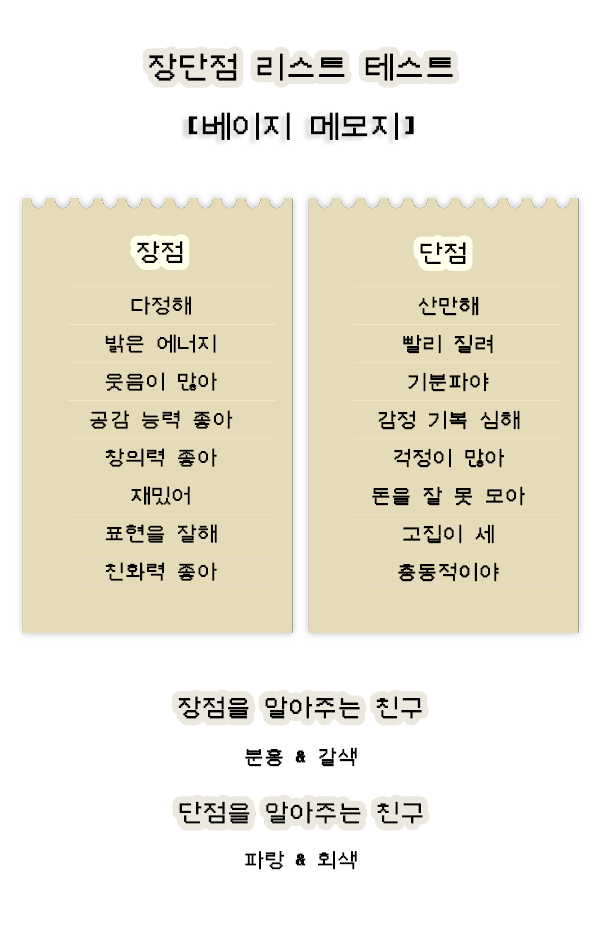 장단점 리스트 테스트
[베이지 메모지]
장점
다정해
밝은 에너지
웃음이 많아
공감 능력 좋아
창의력 좋아
재밌어
표현을 잘해
친화력 좋아
단점
산만해
빨리 질려
기분파야
감정 기복 심해
걱정이 많아
돈을 잘 못 모아
고집이 세
충동적이야
장점을 알아주는 친구
분홍 & 갈색
단점을 알아주는 친구
파랑 & 회색